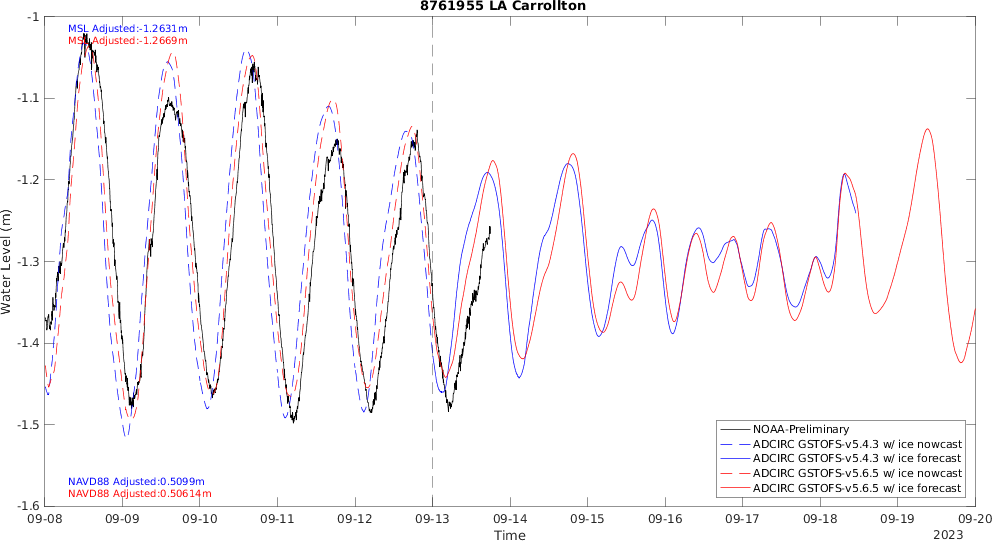 8761955 LA Carrollton
MSL Adjusted:-1.2631m
MSL Adjusted:-1.2669m
-1
-1.1
-1.2
-1.3
-1.4
-1.5
-1.6
Water Level (m)
NAVD88 Adjusted:0.5099m
NAVD88 Adjusted:0.50614m
NOAA-Preliminary
ADCIRC GSTOFS-v5.4.3 w/ ice nowcast
ADCIRC GSTOFS-v5.4.3 w/ ice forecast
ADCIRC GSTOFS-v5.6.5 w/ ice nowcast
ADCIRC GSTOFS-v5.6.5 w/ ice forecast
09-08 09-09 09-10 09-11 09-12 09-13 09-14 09-15 09-16 09-17 09-18 09-19 09-20
Time
2023